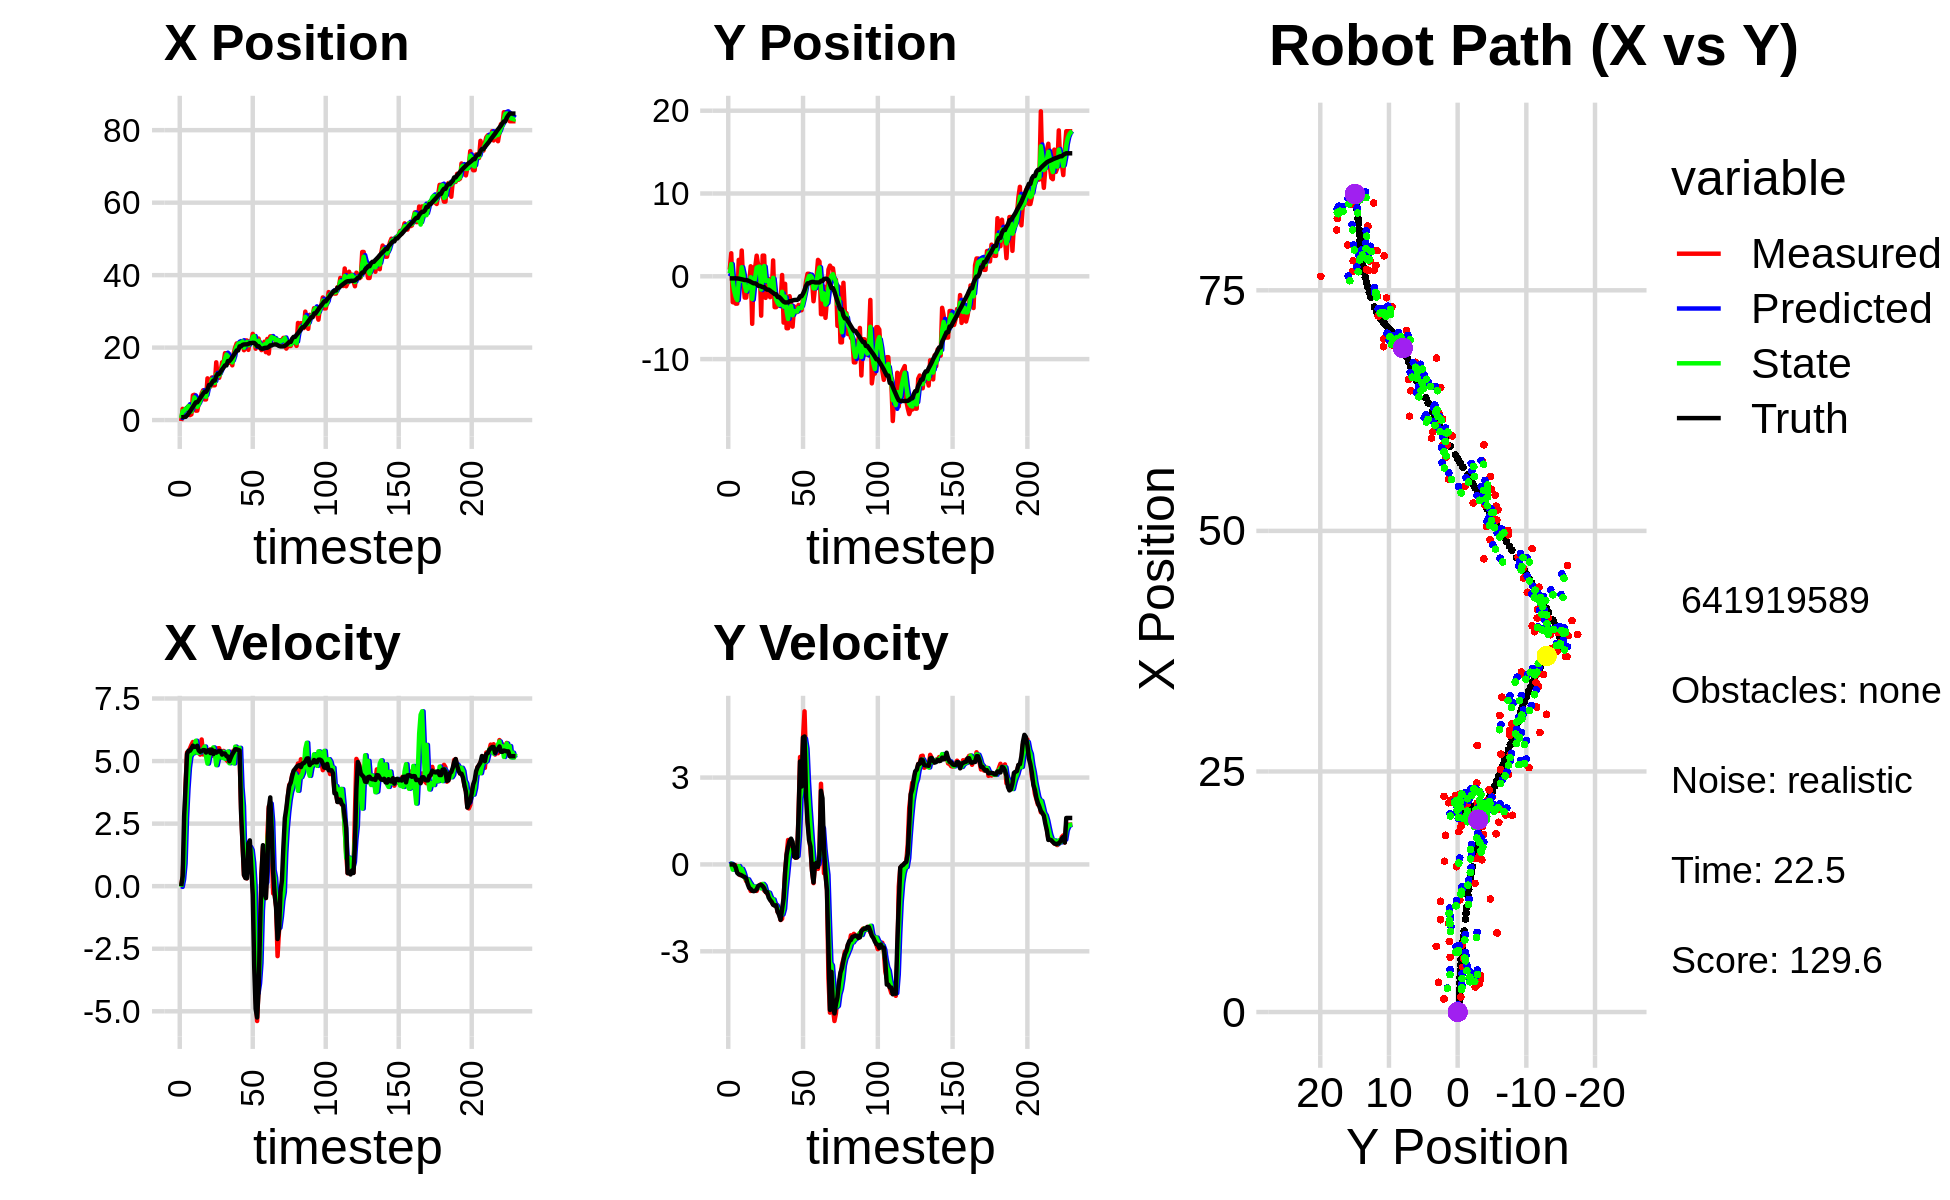 X Position
80
60
40
20
0
0
50
100
150
200
timestep
Y Position
20
10
0
-10
0
50
100
150
200
timestep
X Velocity
7.5
5.0
2.5
0.0
-2.5
-5.0
0
50
100
150
200
timestep
Y Velocity
3
0
-3
0
50
100
150
200
timestep
Robot Path (X vs Y)
X Position
75
50
25
0
20 10 0 -10 -20
Y Position
variable
Measured
Predicted
State
Truth
641919589
Obstacles: none
Noise: realistic
Time: 22.5
Score: 129.6